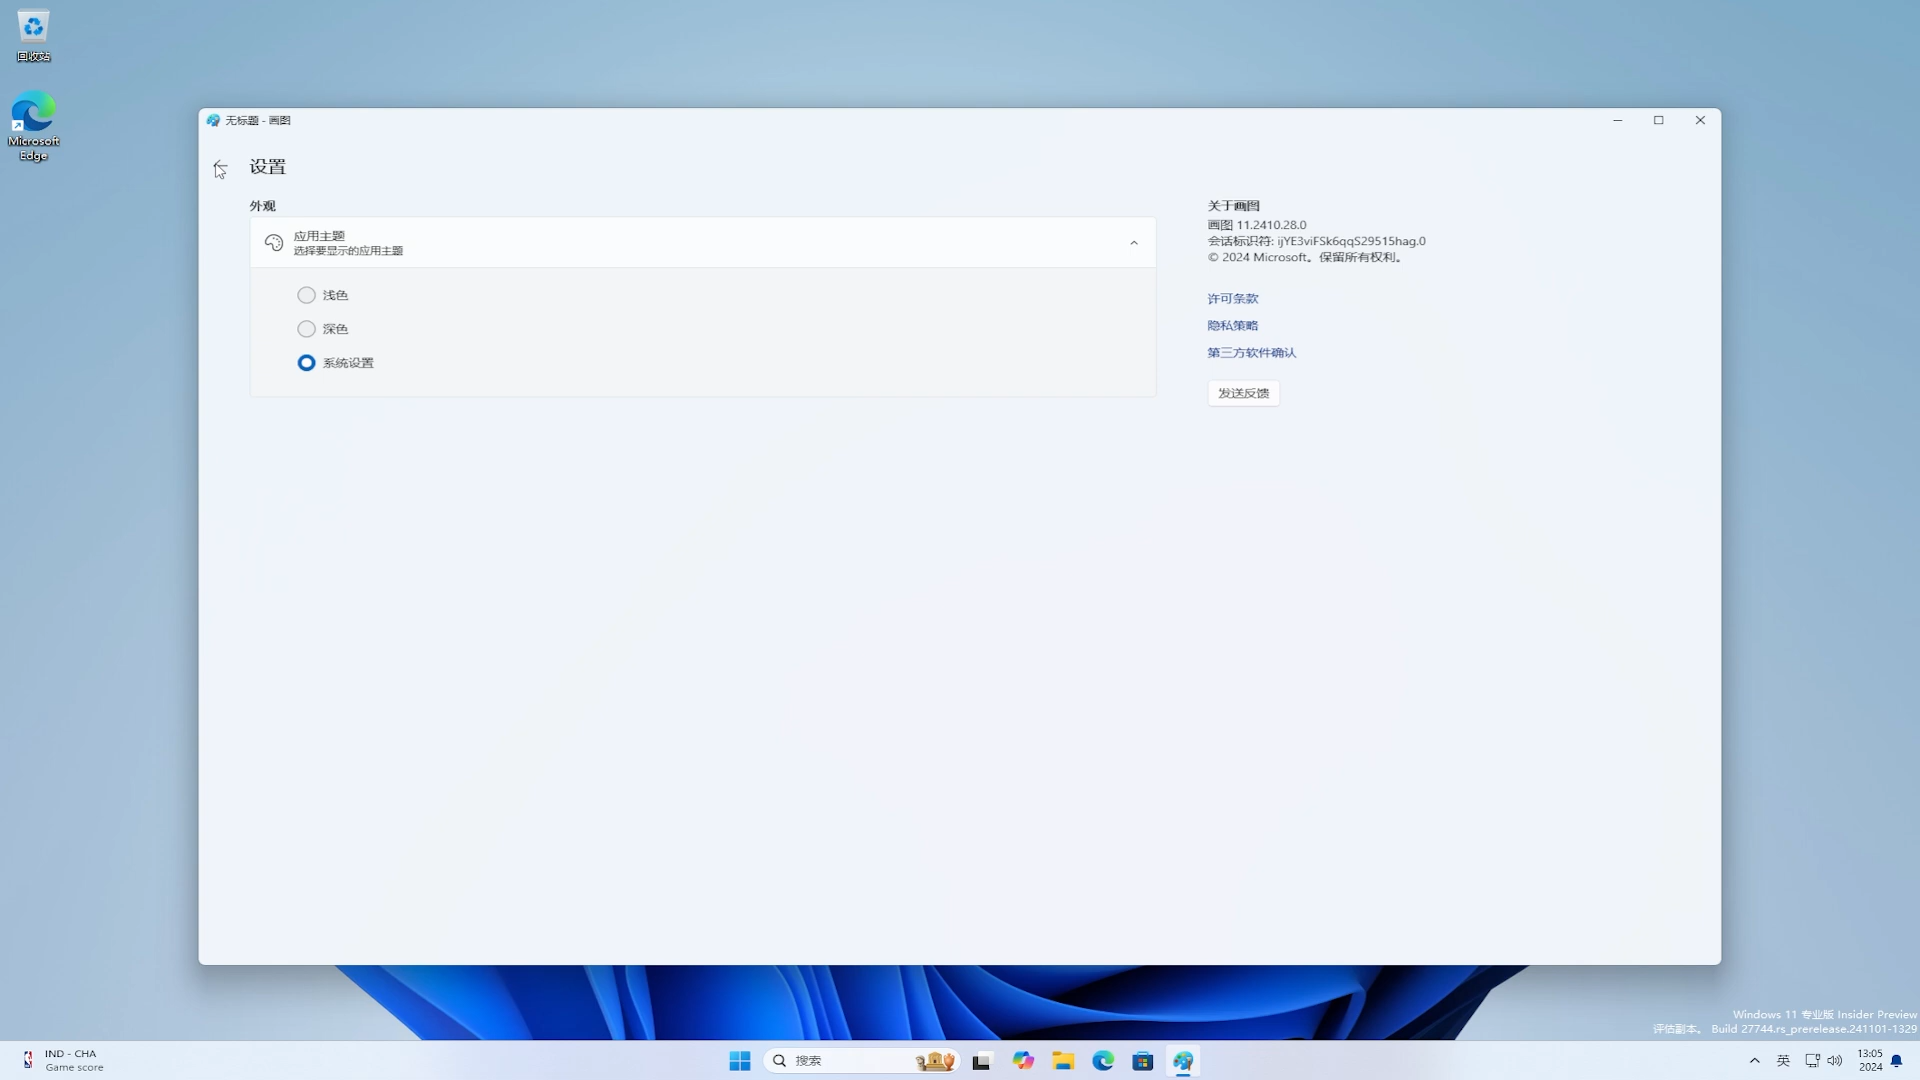 回收站
Microsoft
Edge
无标题 - 画图
设置
外观
应用主题
选择要显示的应用主题
浅色
深色
系统设置
关于画图
画图 11.2410.28.0
会话标识符: ijYE3viFSk6qqS29515hag.0
© 2024 Microsoft。保留所有权利。
许可条款
隐私策略
第三方软件确认
发送反馈
Windows 11 专业版 Insider Preview
评估副本。 Build 27744.rs_prerelease.241101-1329
IND - CHA
Game score
搜索
英
13:05
2024